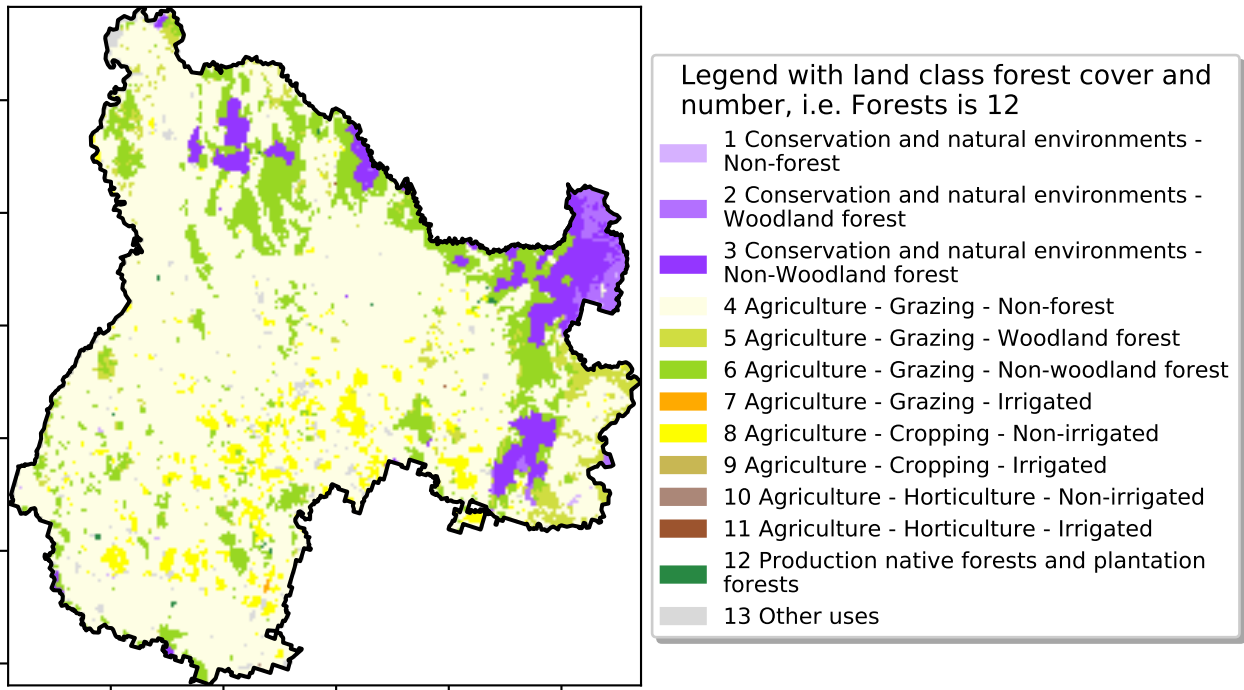 Legend with land class forest cover and
number, i.e. Forests is 12
1 Conservation and natural environments -
Non-forest
2 Conservation and natural environments -
Woodland forest
3 Conservation and natural environments -
Non-Woodland forest
4 Agriculture - Grazing - Non-forest
5 Agriculture - Grazing - Woodland forest
6 Agriculture - Grazing - Non-woodland forest
7 Agriculture - Grazing - Irrigated
8 Agriculture - Cropping - Non-irrigated
9 Agriculture - Cropping - Irrigated
10 Agriculture - Horticulture - Non-irrigated
11 Agriculture - Horticulture - Irrigated
12 Production native forests and plantation
forests
13 Other uses